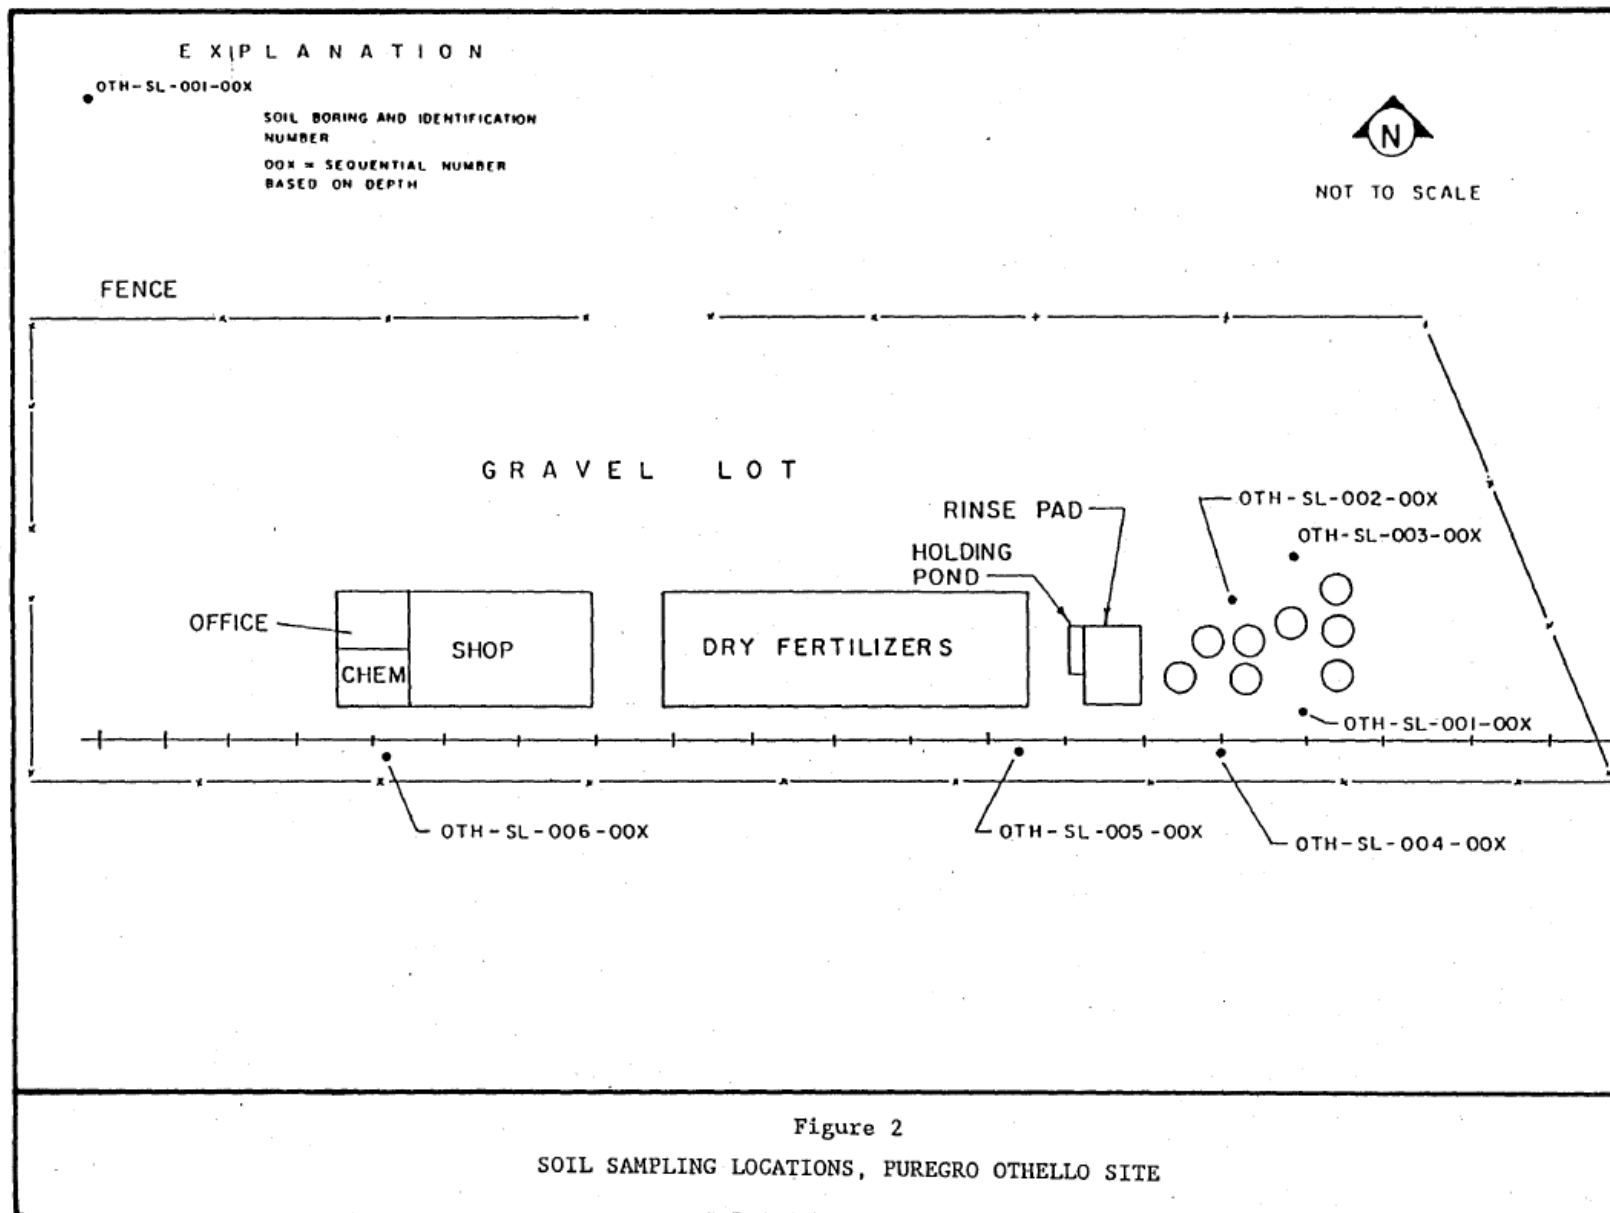 E X P L A N A T I O N
OTH-SL-001-00X
SOIL BORING AND IDENTIFICATION
NUMBER
00X = SEQUENTIAL NUMBER
BASED ON DEPTH
N
NOT TO SCALE
FENCE
GRAVEL LOT
RINSE PAD
OTH-SL-002-00X
OTH-SL-003-00X
HOLDING
POND
OFFICE
SHOP
CHEM
DRY FERTILIZERS
OTH-SL-001-00X
OTH-SL-006-00X
OTH-SL-005-00X
OTH-SL-004-00X
Figure 2
SOIL SAMPLING LOCATIONS, PUREGRO OTHELLO SITE